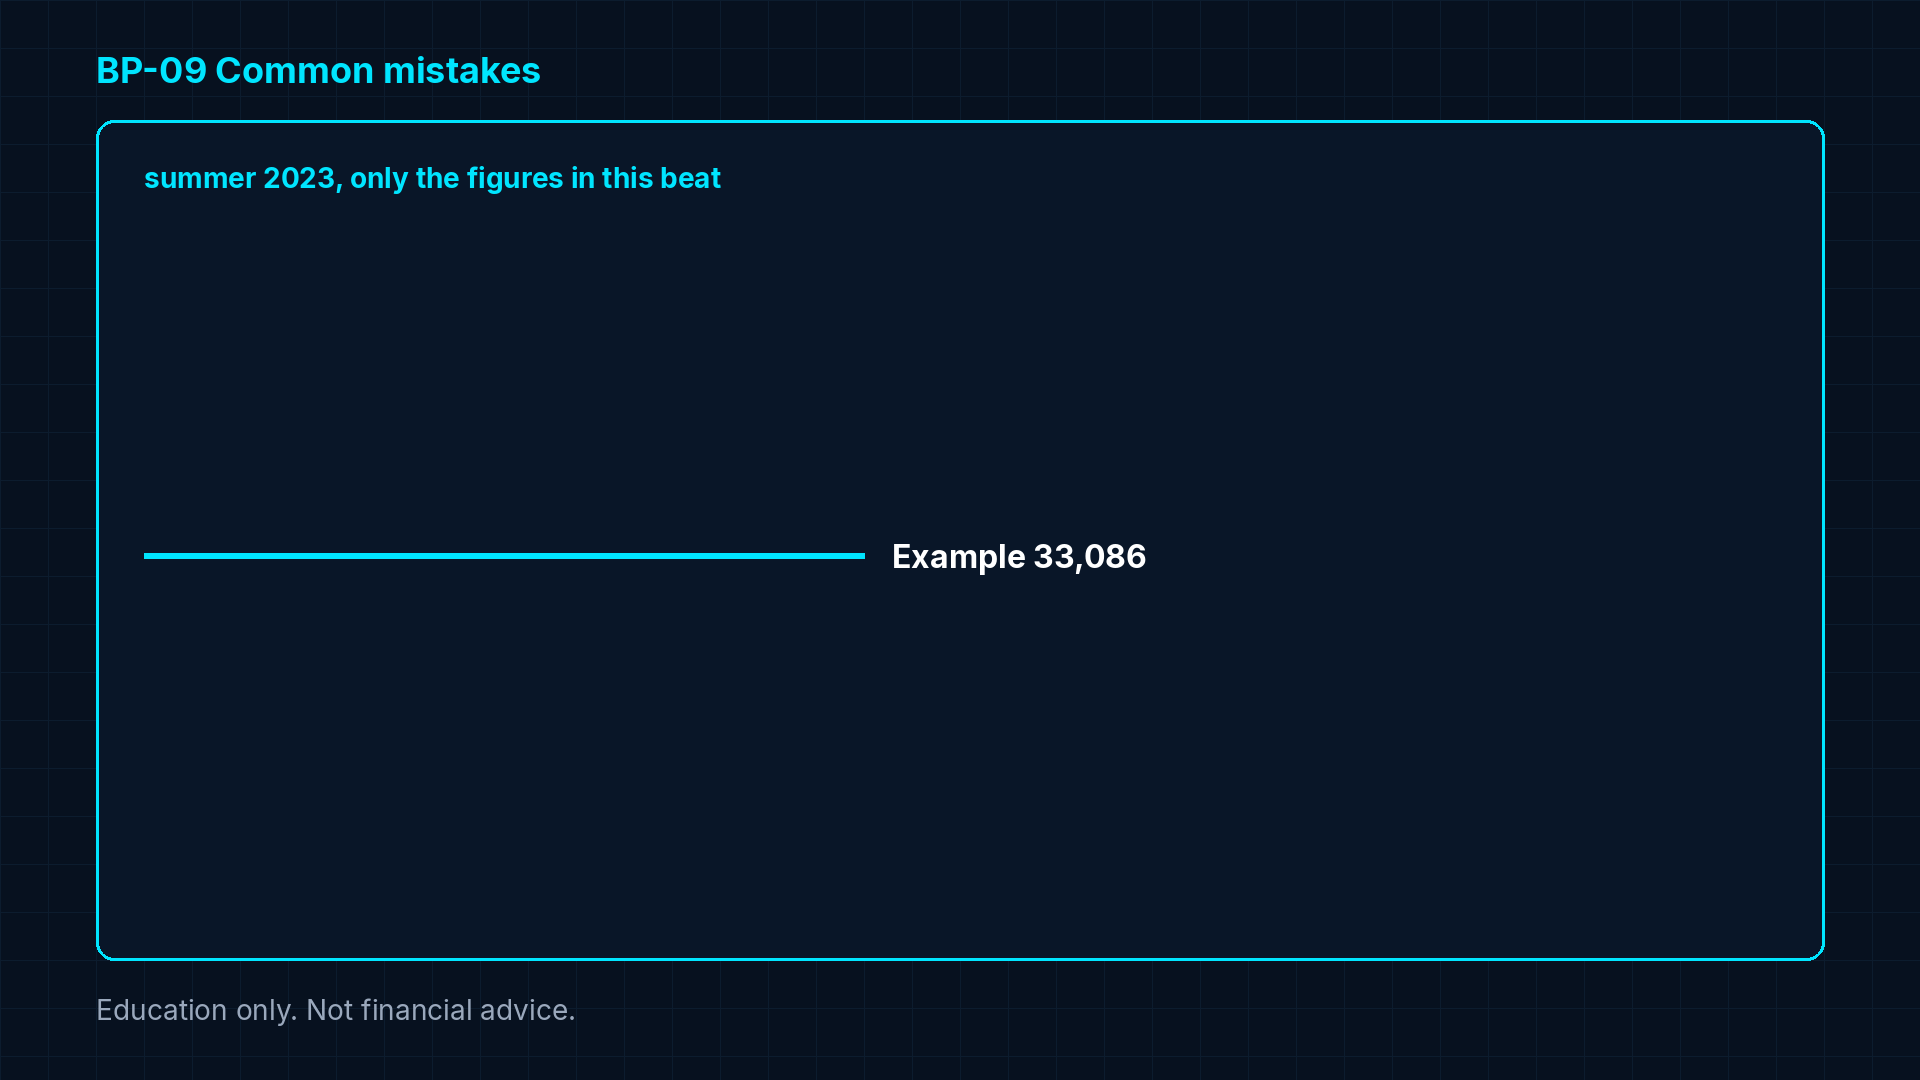 BP-09 Common mistakes
summer 2023, only the figures in this beat
Example 33,086
Education only. Not financial advice.